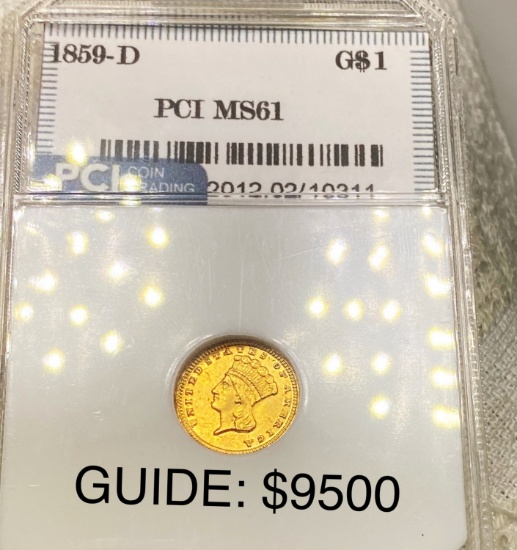 1859-D G$1
PCI MS61
PCI COIN
GRADING
2012.02/10311
UNITED STATES OF AMERICA
GUIDE: $9500